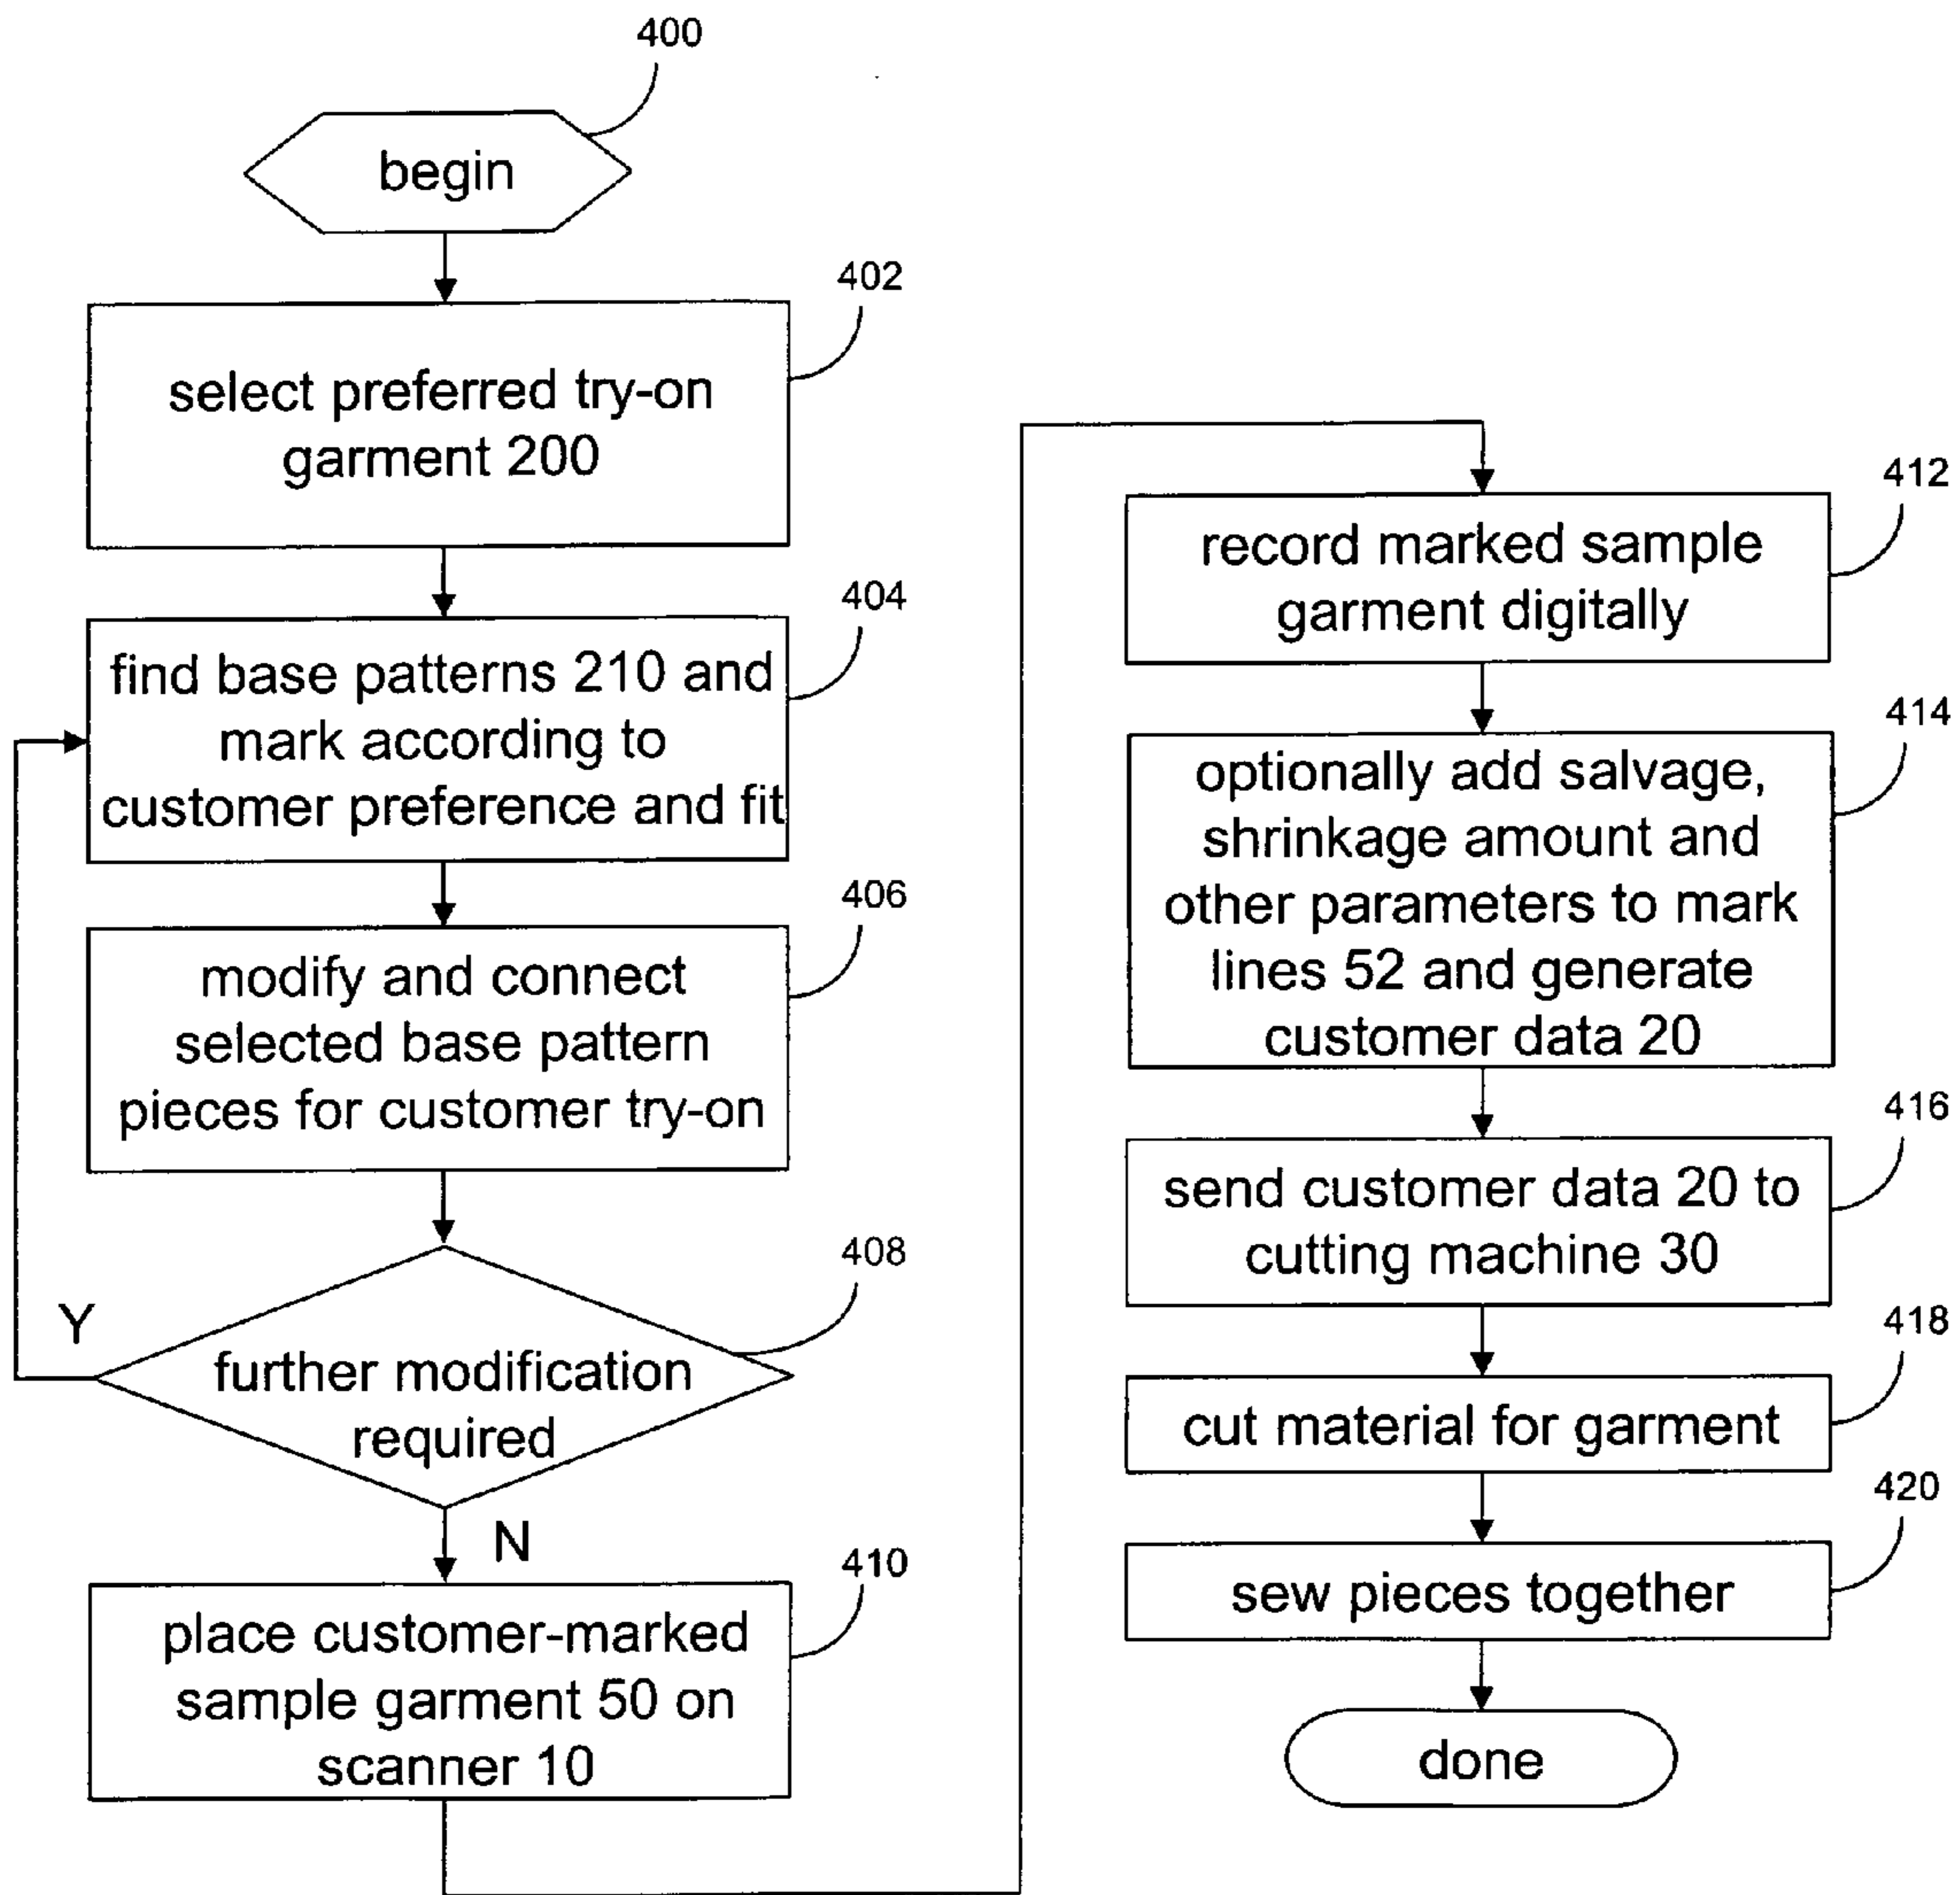 400
begin
402
select preferred try-on
garment 200
404
find base patterns 210 and
mark according to
customer preference and fit
406
modify and connect
selected base pattern
pieces for customer try-on
408
Y
further modification
required
N
410
place customer-marked
sample garment 50 on
scanner 10
412
record marked sample
garment digitally
414
optionally add salvage,
shrinkage amount and
other parameters to mark
lines 52 and generate
customer data 20
416
send customer data 20 to
cutting machine 30
418
cut material for garment
420
sew pieces together
done